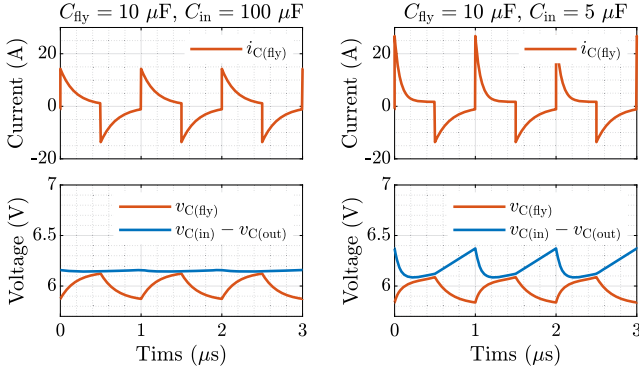 C_fly = 10 μF, C_in = 100 μF
C_fly = 10 μF, C_in = 5 μF
Current (A)
20
0
-20
i_C(fly)
Current (A)
20
0
-20
i_C(fly)
Voltage (V)
7
6.5
6
v_C(fly)
v_C(in) − v_C(out)
0 1 2 3
Tims (μs)
Voltage (V)
7
6.5
6
v_C(fly)
v_C(in) − v_C(out)
0 1 2 3
Tims (μs)